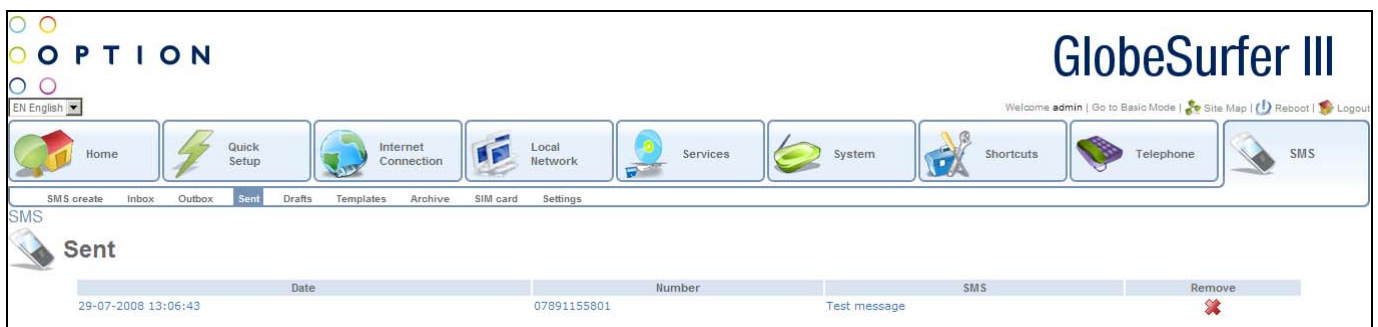 OPTION
GlobeSurfer III
EN English
Welcome admin | Go to Basic Mode | Site Map | Reboot | Logout
Home
Quick Setup
Internet Connection
Local Network
Services
System
Shortcuts
Telephone
SMS
SMS create Inbox Outbox Sent Drafts Templates Archive SIM card Settings
SMS
Sent
Date Number SMS Remove
29-07-2008 13:06:43 07891155801 Test message